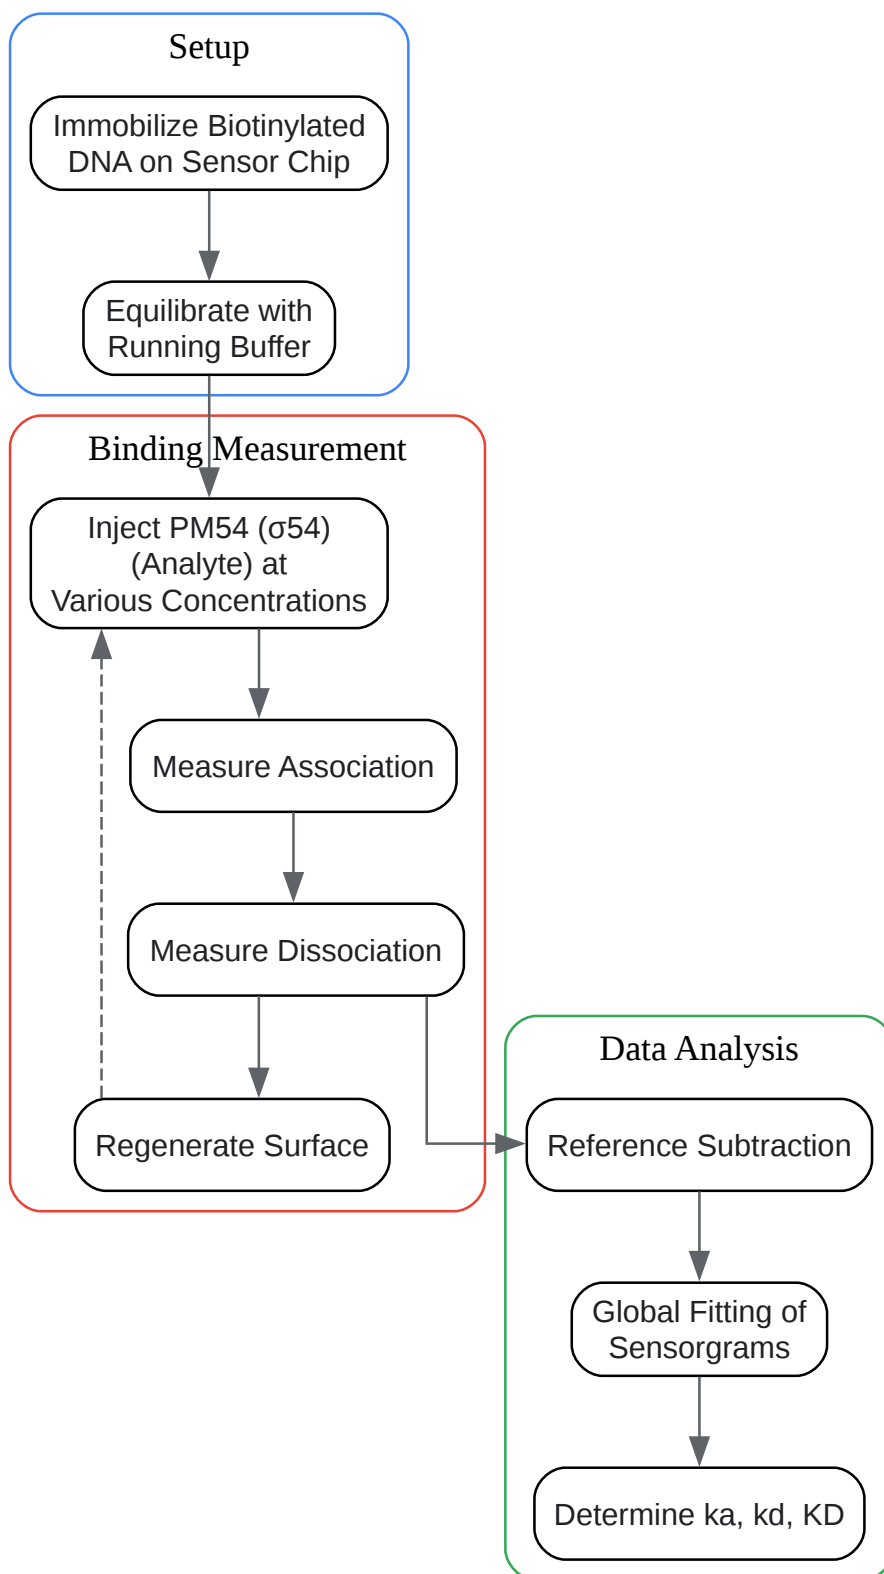 Setup
Immobilize Biotinylated
DNA on Sensor Chip
Equilibrate with
Running Buffer
Binding Measurement
Inject PM54 (σ54)
(Analyte) at
Various Concentrations
Measure Association
Measure Dissociation
Regenerate Surface
Data Analysis
Reference Subtraction
Global Fitting of
Sensorgrams
Determine ka, kd, KD